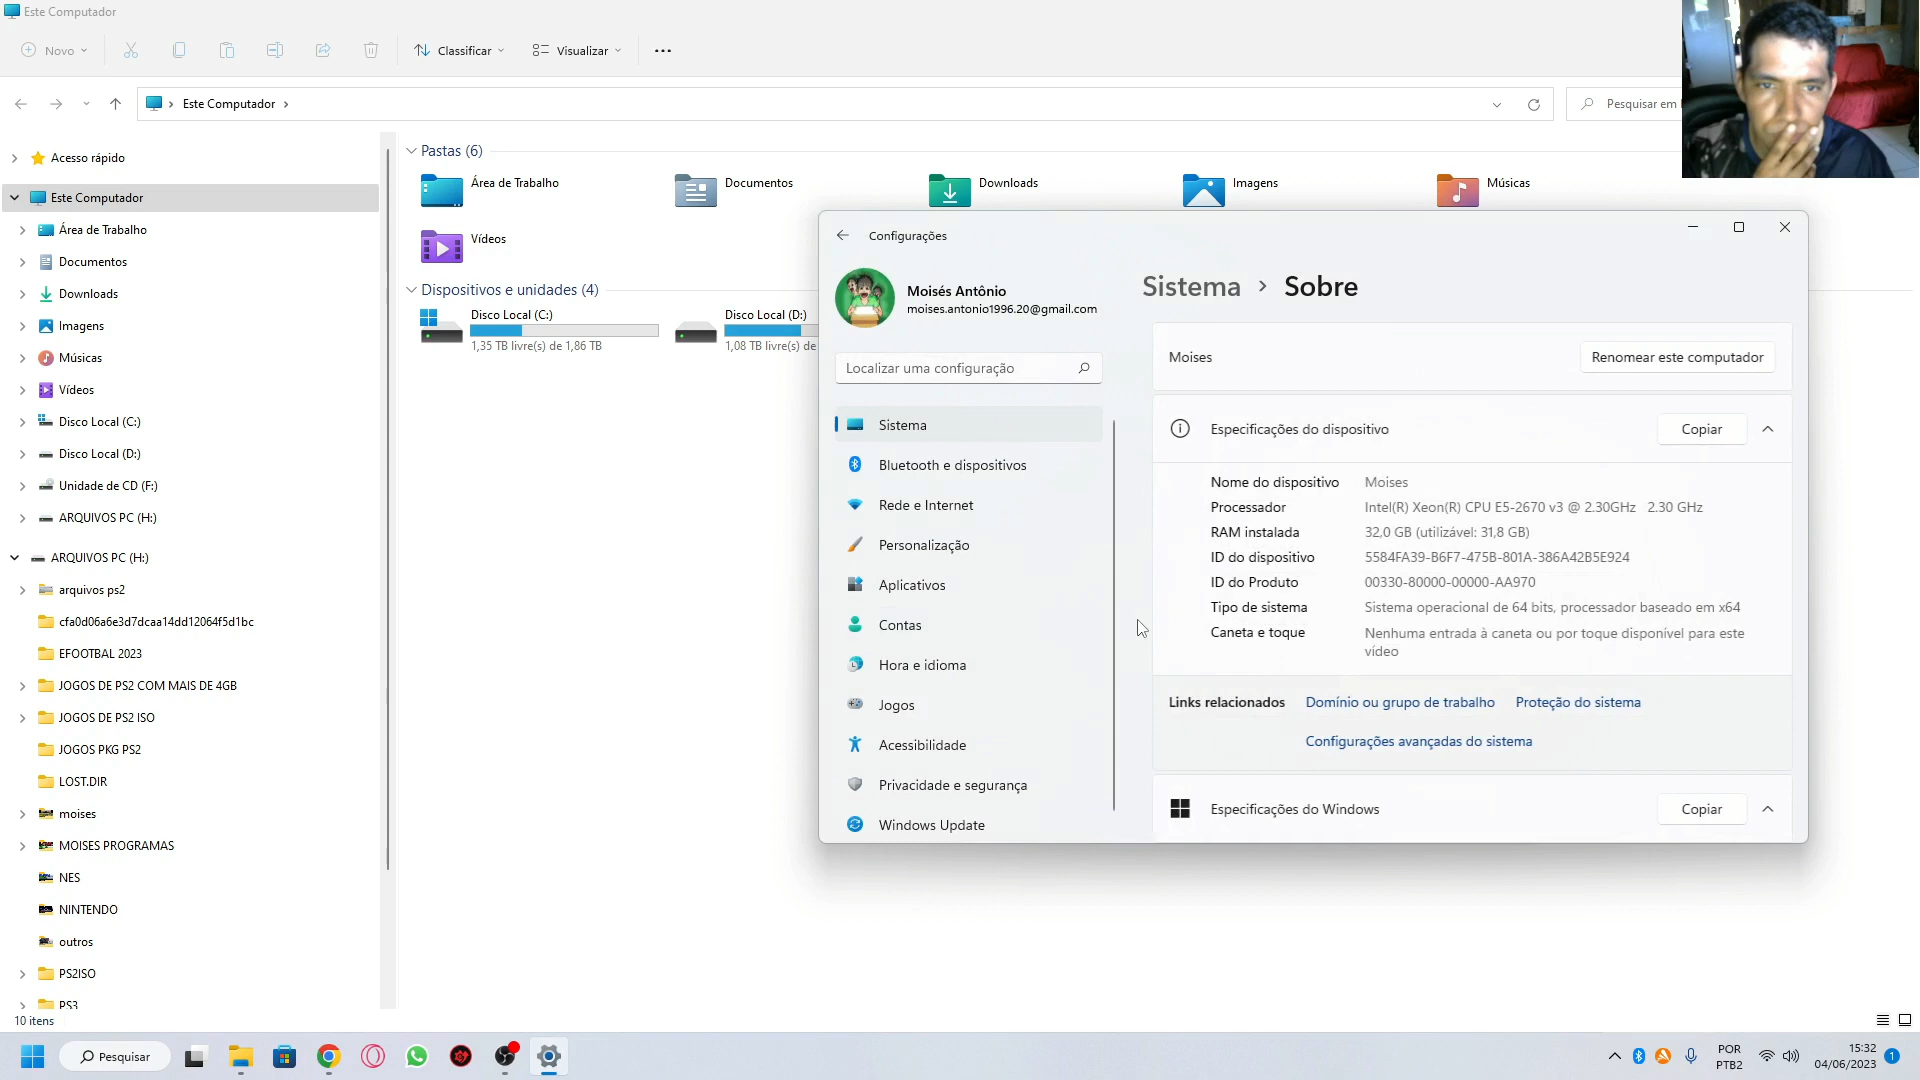 Este Computador
Novo
Classificar
Visualizar
Este Computador
Pesquisar em
Acesso rápido
Este Computador
Área de Trabalho
Documentos
Downloads
Imagens
Músicas
Vídeos
Disco Local (C:)
Disco Local (D:)
Unidade de CD (F:)
ARQUIVOS PC (H:)
ARQUIVOS PC (H:)
arquivos ps2
cfa0d06a6e3d7dcaa14dd12064f5d1bc
EFOOTBAL 2023
JOGOS DE PS2 COM MAIS DE 4GB
JOGOS DE PS2 ISO
JOGOS PKG PS2
LOST.DIR
moises
MOISES PROGRAMAS
NES
NINTENDO
outros
PS2ISO
PS3
10 itens
Pastas (6)
Área de Trabalho
Documentos
Downloads
Imagens
Músicas
Vídeos
Dispositivos e unidades (4)
Disco Local (C:)
1,35 TB livre(s) de 1,86 TB
Disco Local (D:)
1,08 TB livre(s) de
Configurações
Moisés Antônio
moises.antonio1996.20@gmail.com
Localizar uma configuração
Sistema
Bluetooth e dispositivos
Rede e Internet
Personalização
Aplicativos
Contas
Hora e idioma
Jogos
Acessibilidade
Privacidade e segurança
Windows Update
Sistema › Sobre
Moises
Renomear este computador
Especificações do dispositivo
Copiar
Nome do dispositivo Moises
Processador Intel(R) Xeon(R) CPU E5-2670 v3 @ 2.30GHz 2.30 GHz
RAM instalada 32,0 GB (utilizável: 31,8 GB)
ID do dispositivo 5584FA39-B6F7-475B-801A-386A42B5E924
ID do Produto 00330-80000-00000-AA970
Tipo de sistema Sistema operacional de 64 bits, processador baseado em x64
Caneta e toque Nenhuma entrada à caneta ou por toque disponível para este
vídeo
Links relacionados Domínio ou grupo de trabalho Proteção do sistema
Configurações avançadas do sistema
Especificações do Windows
Copiar
Pesquisar
POR
PTB2
15:32
04/06/2023
1